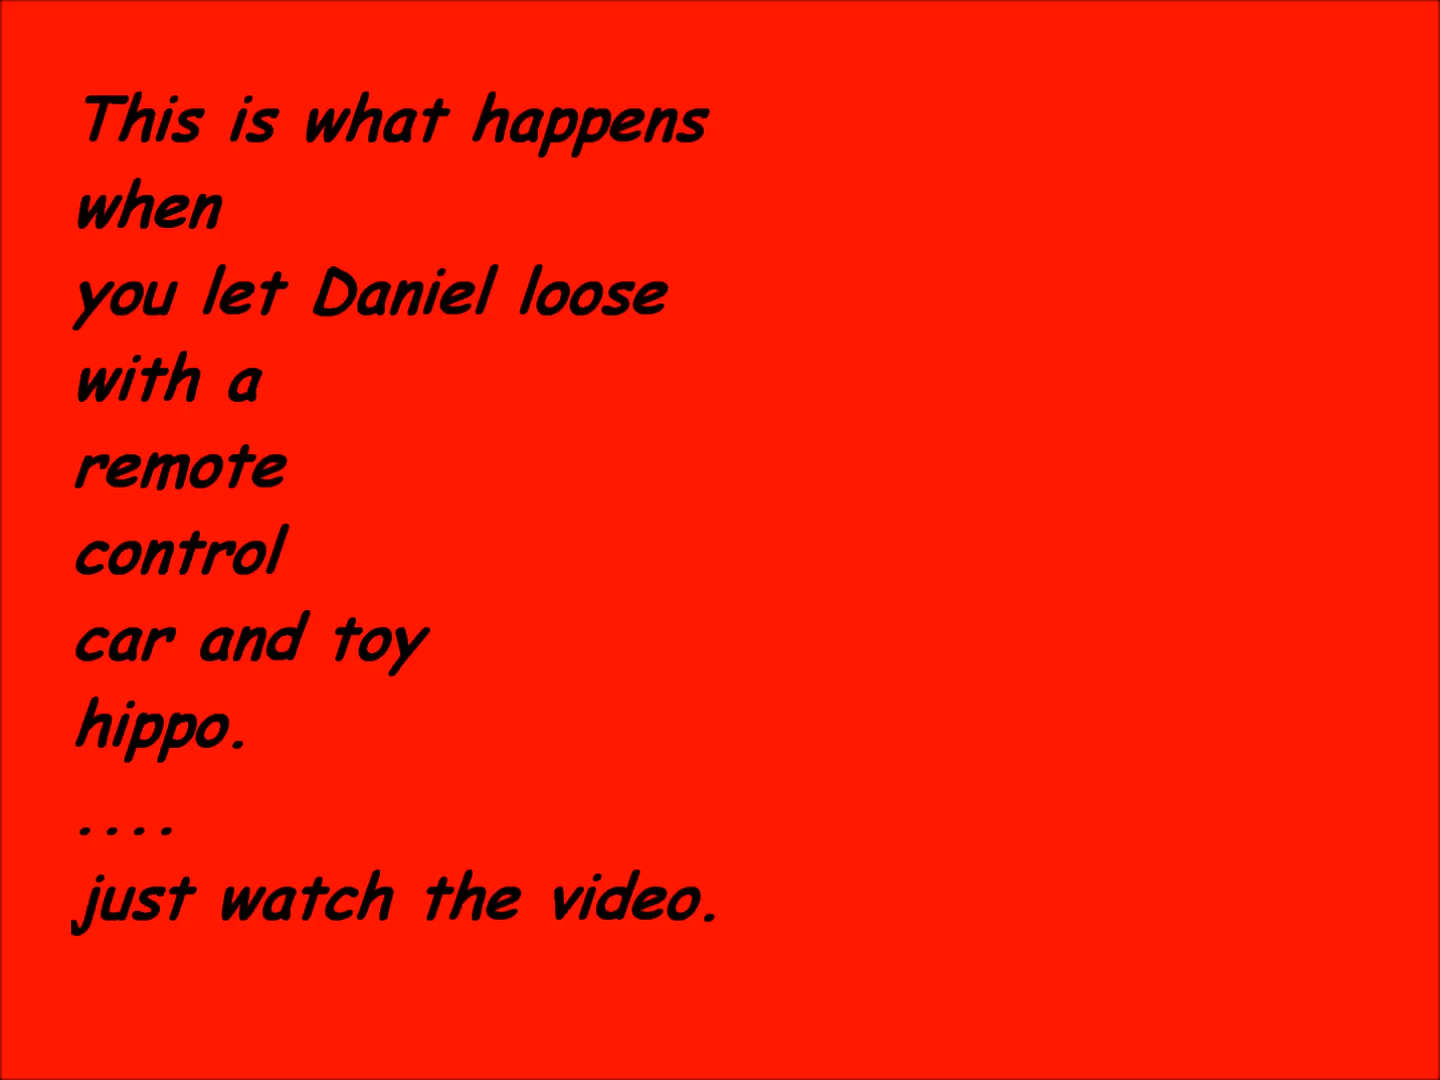 This is what happens
when
you let Daniel loose
with a
remote
control
car and toy
hippo.
....
just watch the video.